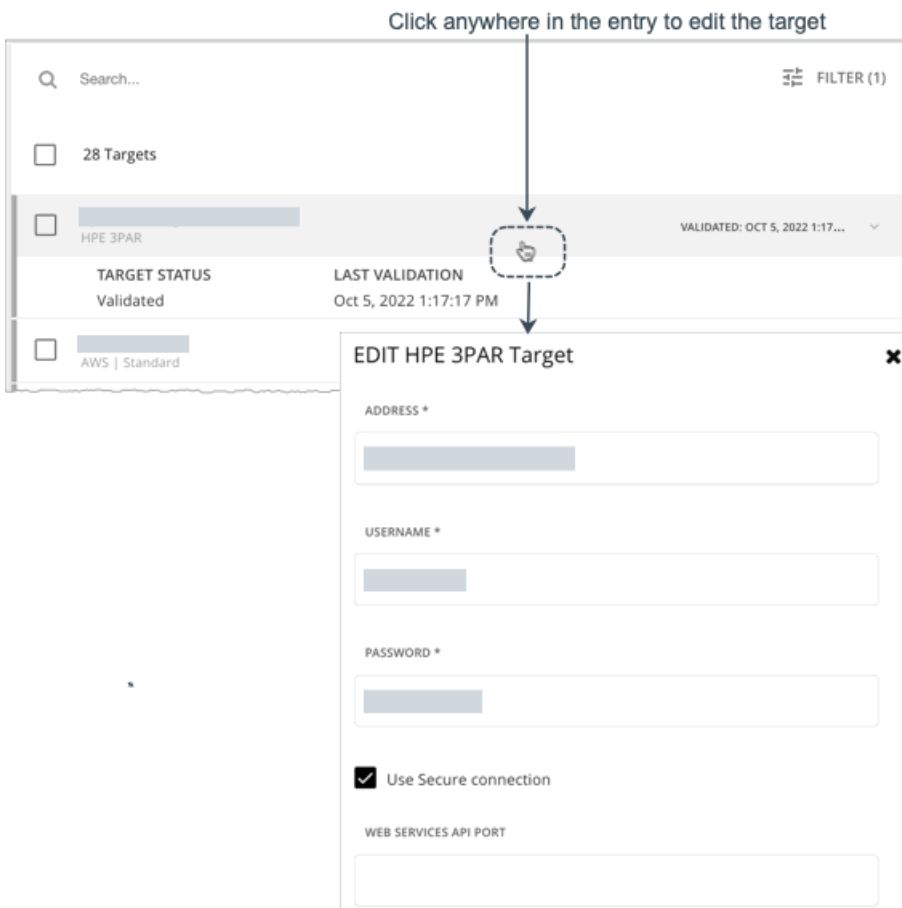 Click anywhere in the entry to edit the target
Search...
FILTER (1)
28 Targets
HPE 3PAR
VALIDATED: OCT 5, 2022 1:17...
TARGET STATUS
LAST VALIDATION
Validated
Oct 5, 2022 1:17:17 PM
AWS | Standard
EDIT HPE 3PAR Target
ADDRESS *
USERNAME *
PASSWORD *
Use Secure connection
WEB SERVICES API PORT